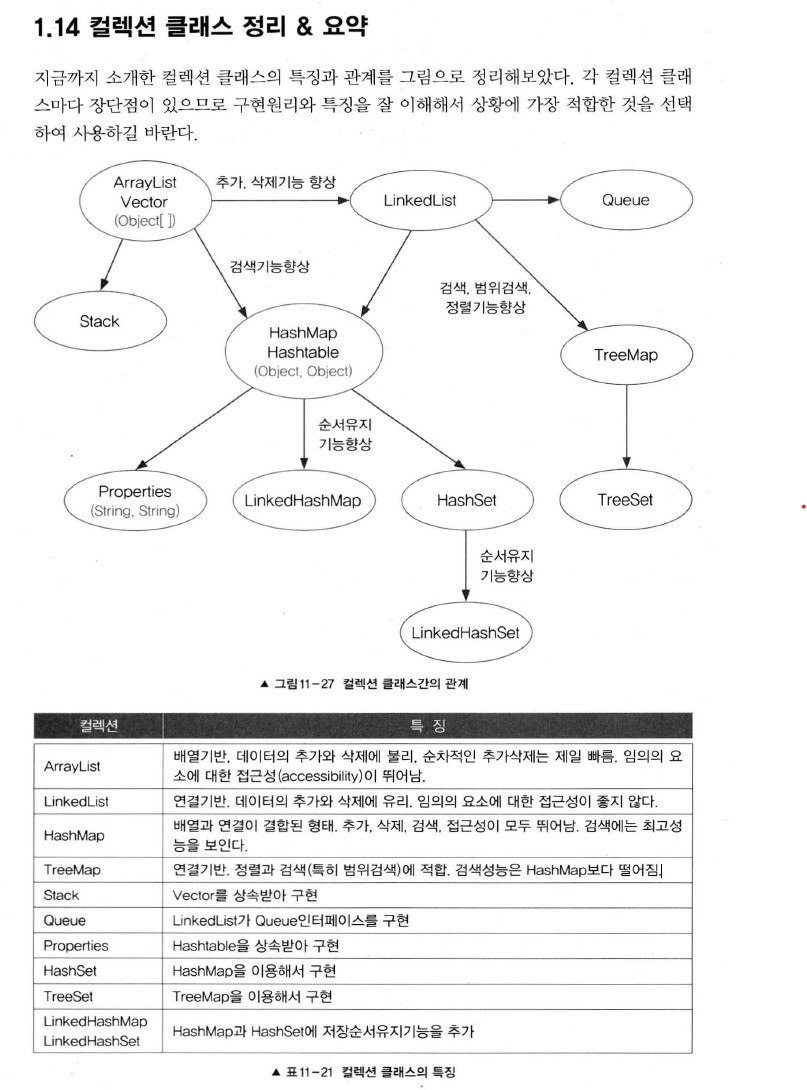 1.14 컬렉션 클래스 정리 & 요약
지금까지 소개한 컬렉션 클래스의 특징과 관계를 그림으로 정리해보았다. 각 컬렉션 클래
스마다 장단점이 있으므로 구현원리와 특징을 잘 이해해서 상황에 가장 적합한 것을 선택
하여 사용하길 바란다.
ArrayList
Vector
(Object[ ])
추가, 삭제기능 향상
LinkedList
Queue
검색기능향상
검색, 범위검색,
정렬기능향상
Stack
HashMap
Hashtable
(Object, Object)
TreeMap
순서유지
기능향상
Properties
(String, String)
LinkedHashMap
HashSet
TreeSet
순서유지
기능향상
LinkedHashSet
▲ 그림11-27 컬렉션 클래스간의 관계
컬렉션 특 징
ArrayList 배열기반, 데이터의 추가와 삭제에 불리, 순차적인 추가삭제는 제일 빠름. 임의의 요
소에 대한 접근성(accessibility)이 뛰어남.
LinkedList 연결기반. 데이터의 추가와 삭제에 유리. 임의의 요소에 대한 접근성이 좋지 않다.
HashMap 배열과 연결이 결합된 형태. 추가, 삭제, 검색, 접근성이 모두 뛰어남. 검색에는 최고성
능을 보인다.
TreeMap 연결기반. 정렬과 검색(특히 범위검색)에 적합. 검색성능은 HashMap보다 떨어짐.
Stack Vector를 상속받아 구현
Queue LinkedList가 Queue인터페이스를 구현
Properties Hashtable을 상속받아 구현
HashSet HashMap을 이용해서 구현
TreeSet TreeMap을 이용해서 구현
LinkedHashMap
LinkedHashSet
HashMap과 HashSet에 저장순서유지기능을 추가
▲ 표11-21 컬렉션 클래스의 특징